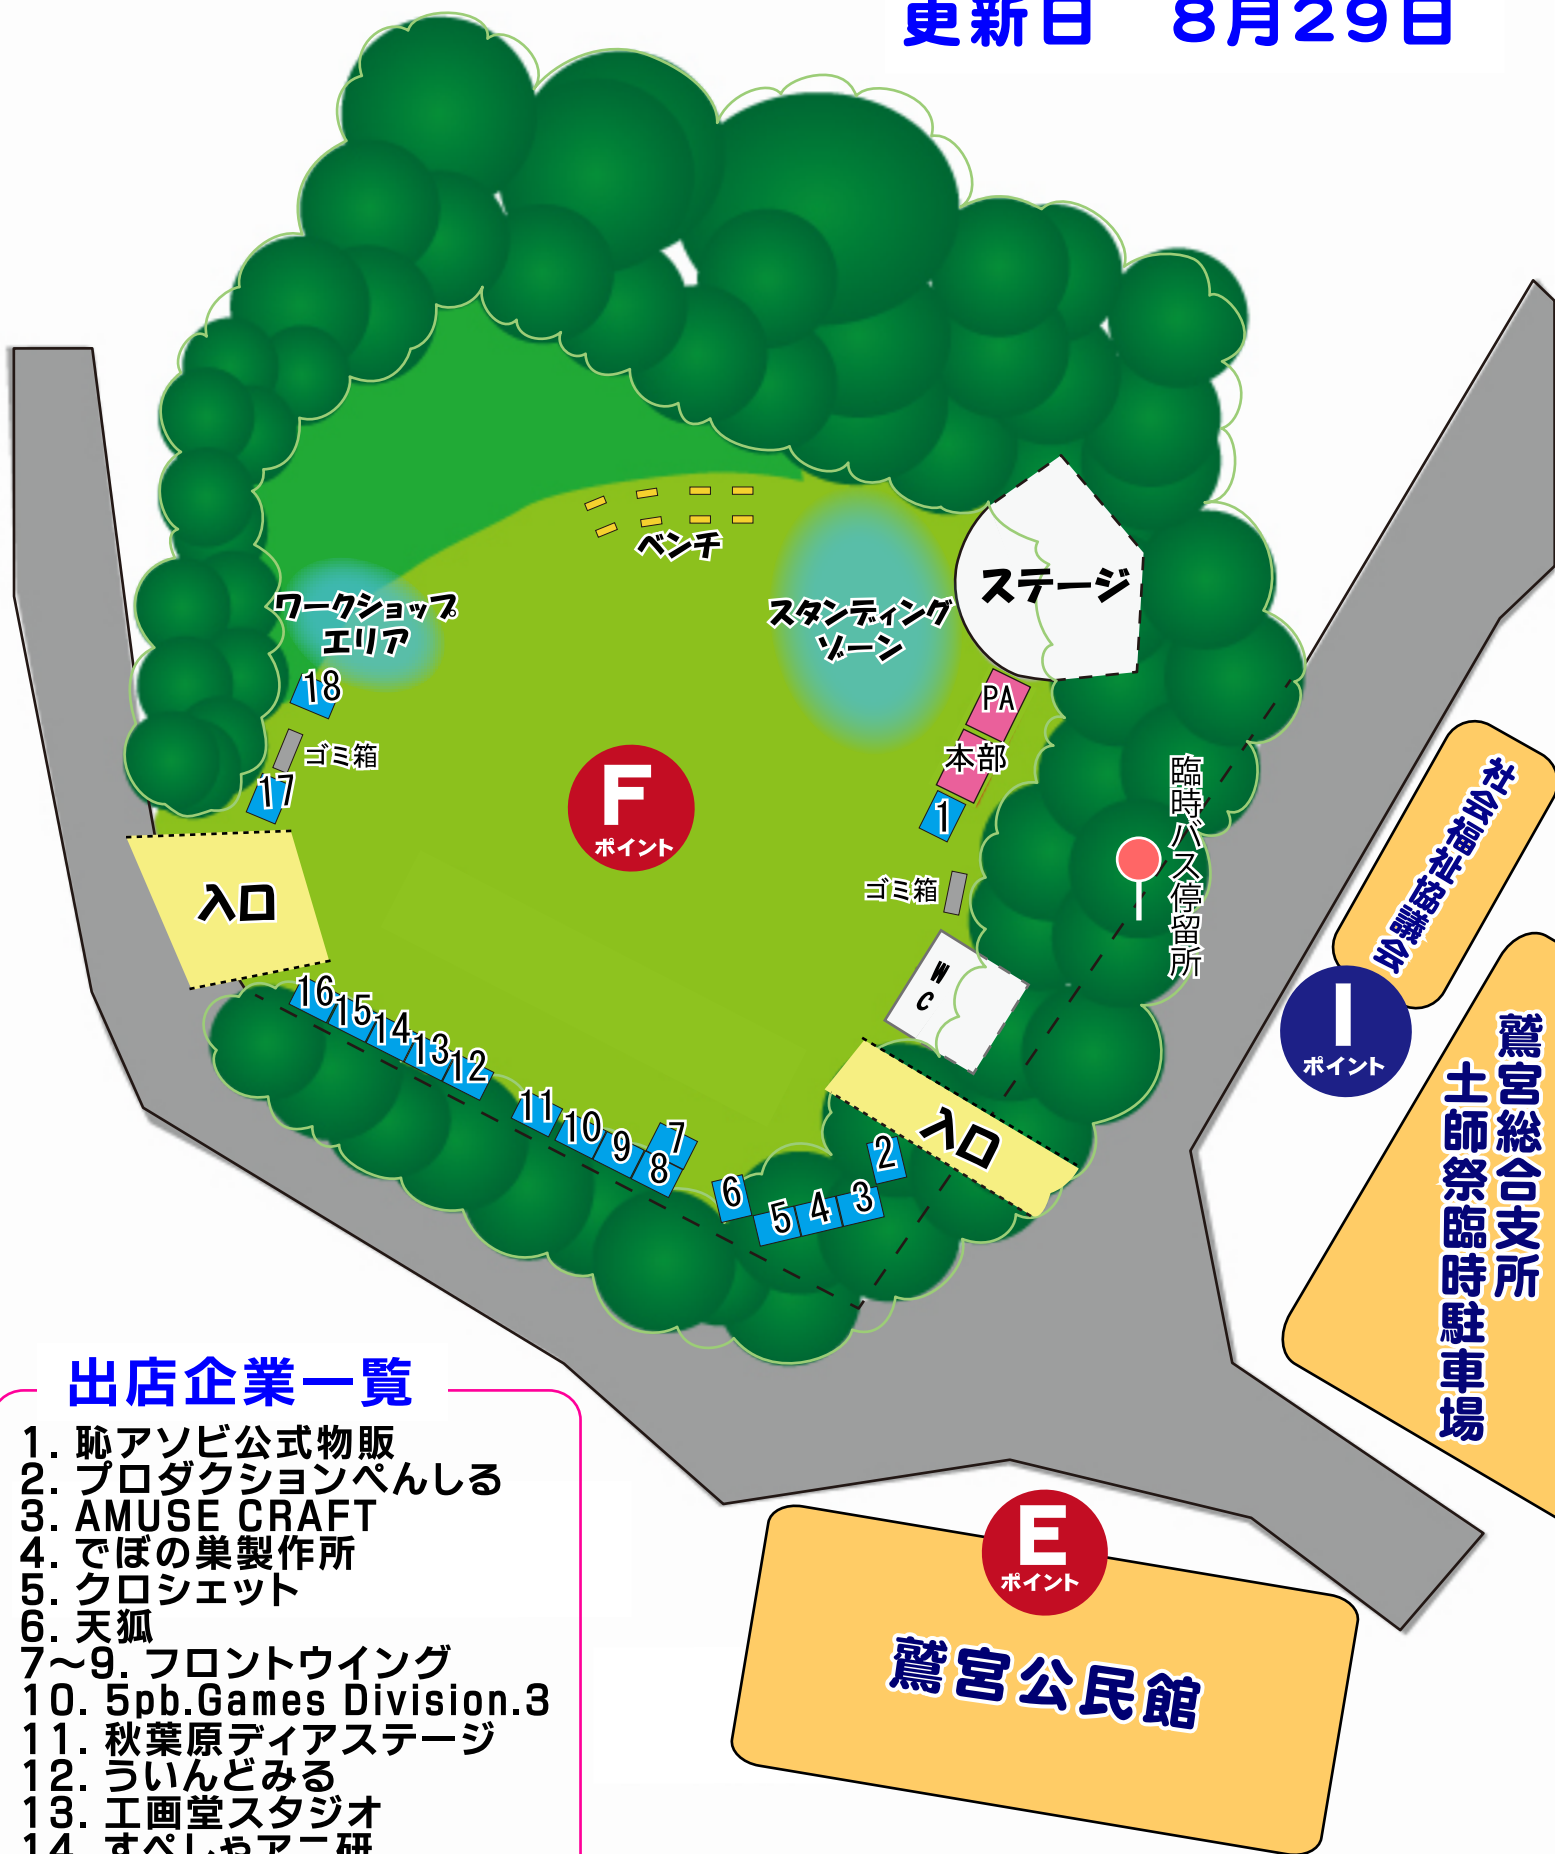 更新日　8月29日
ベンチ
ワークショップ
エリア
スタンディング
ゾーン
ステージ
18
ゴミ箱
17
PA
本部
1
ゴミ箱
F
ポイント
臨時バス停留所
社会福祉協議会
入口
WC
I
ポイント
鷲宮総合支所
土師祭臨時駐車場
16
15
14
13
12
11
10
9
8
7
6
5
4
3
2
入口
出店企業一覧
1. 恥アソビ公式物販
2. プロダクションぺんしる
3. AMUSE CRAFT
4. でぼの巣製作所
5. クロシェット
6. 天狐
7〜9. フロントウイング
10. 5pb.Games Division.3
11. 秋葉原ディアステージ
12. ういんどみる
13. 工画堂スタジオ
14. すぺしゃアニ研
E
ポイント
鷲宮公民館